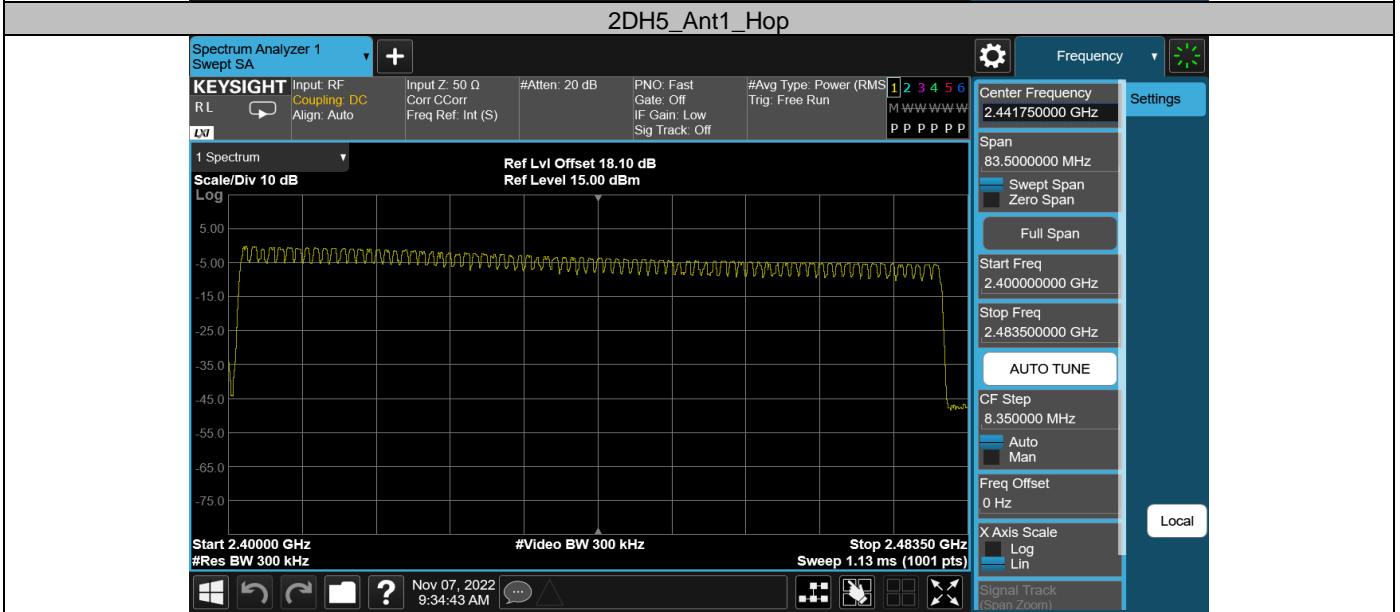 2DH5_Ant1_Hop
Spectrum Analyzer 1
Swept SA
+
Frequency
KEYSIGHT
R L
LXI
Input: RF
Coupling: DC
Align: Auto
Input Z: 50 Ω
Corr CCorr
Freq Ref: Int (S)
#Atten: 20 dB
PNO: Fast
Gate: Off
IF Gain: Low
Sig Track: Off
#Avg Type: Power (RMS
Trig: Free Run
1 2 3 4 5 6
M W W W W W
P P P P P P
Center Frequency
2.441750000 GHz
Settings
Span
83.5000000 MHz
Swept Span
Zero Span
Full Span
Start Freq
2.400000000 GHz
Stop Freq
2.483500000 GHz
AUTO TUNE
CF Step
8.350000 MHz
Auto
Man
Freq Offset
0 Hz
X Axis Scale
Log
Lin
Signal Track
(Span Zoom)
Local
1 Spectrum
Scale/Div 10 dB
Ref Lvl Offset 18.10 dB
Ref Level 15.00 dBm
Log
5.00
-5.00
-15.0
-25.0
-35.0
-45.0
-55.0
-65.0
-75.0
Start 2.40000 GHz
#Video BW 300 kHz
Stop 2.48350 GHz
#Res BW 300 kHz
Sweep 1.13 ms (1001 pts)
?
Nov 07, 2022
9:34:43 AM